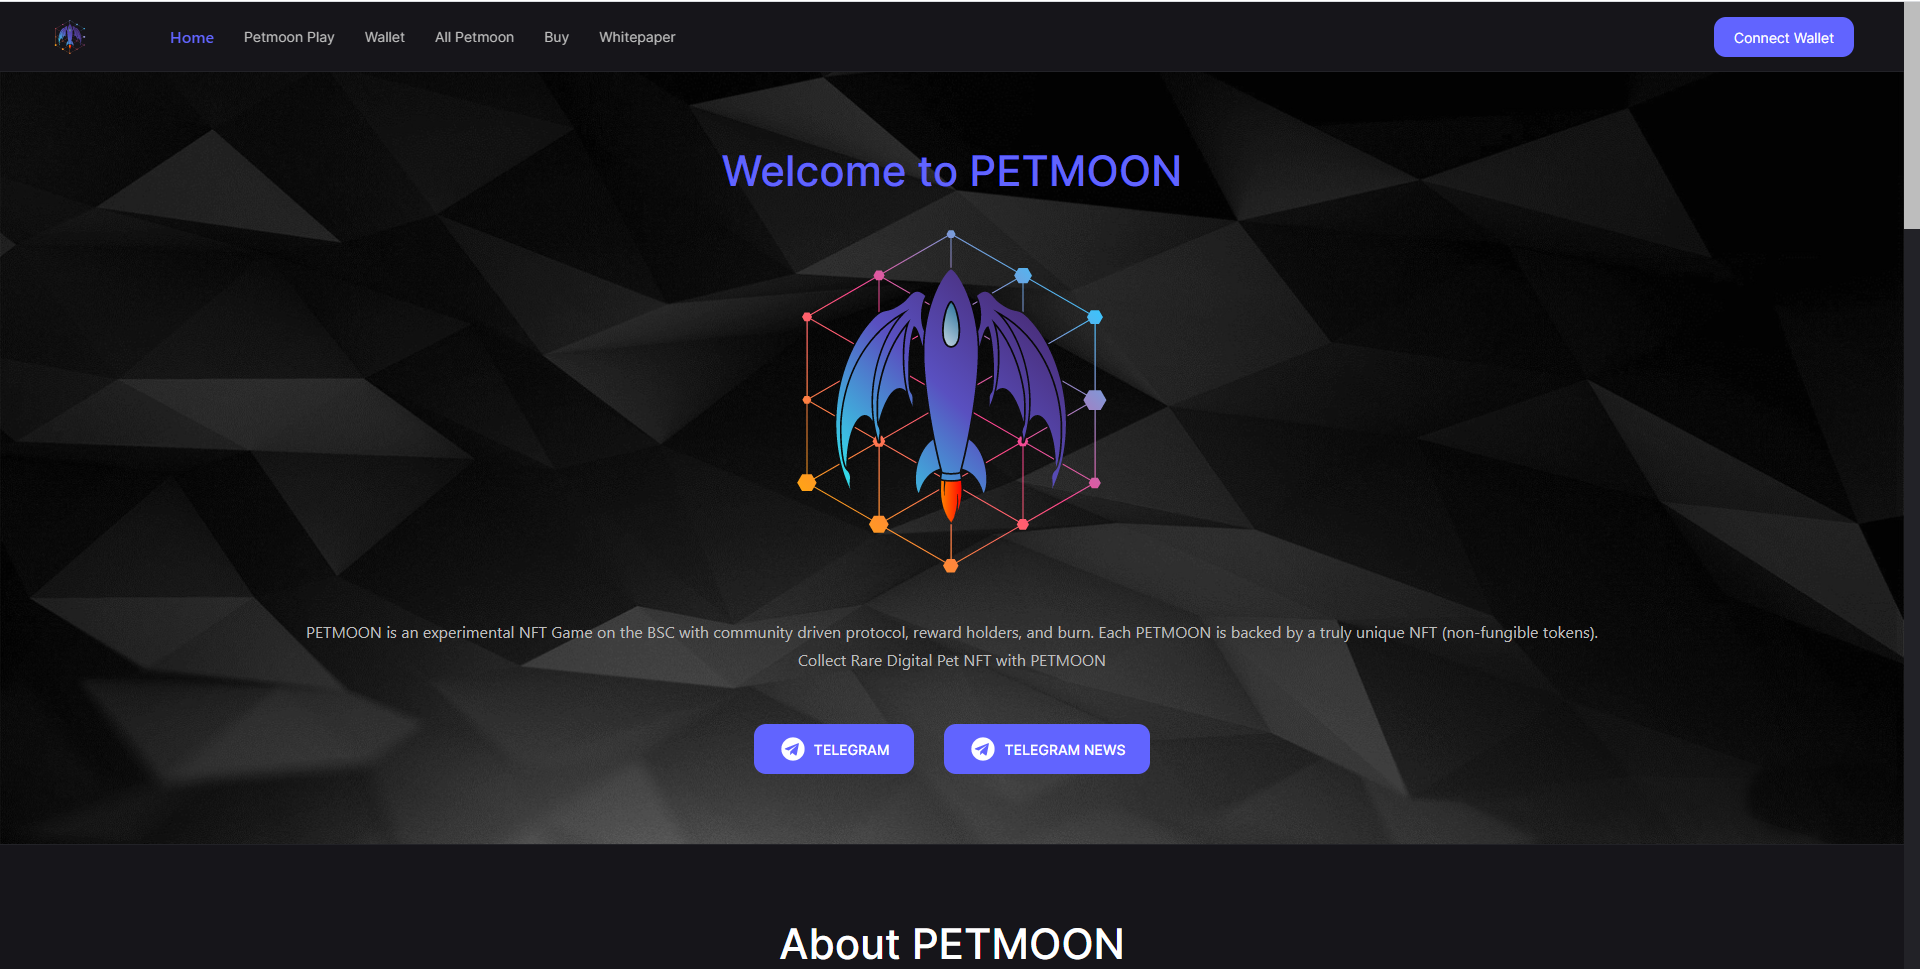 Home Petmoon Play Wallet All Petmoon Buy Whitepaper Connect Wallet
Welcome to PETMOON
PETMOON is an experimental NFT Game on the BSC with community driven protocol, reward holders, and burn. Each PETMOON is backed by a truly unique NFT (non-fungible tokens).
Collect Rare Digital Pet NFT with PETMOON
TELEGRAM TELEGRAM NEWS
About PETMOON